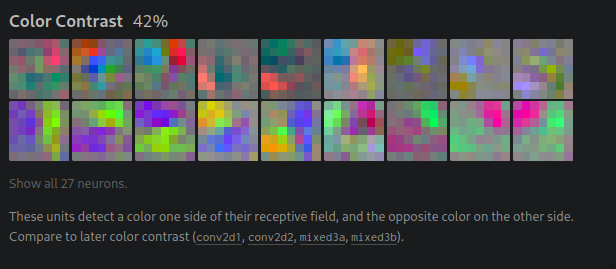 Color Contrast 42%
Show all 27 neurons.
These units detect a color one side of their receptive field, and the opposite color on the other side.
Compare to later color contrast (conv2d1, conv2d2, mixed3a, mixed3b).